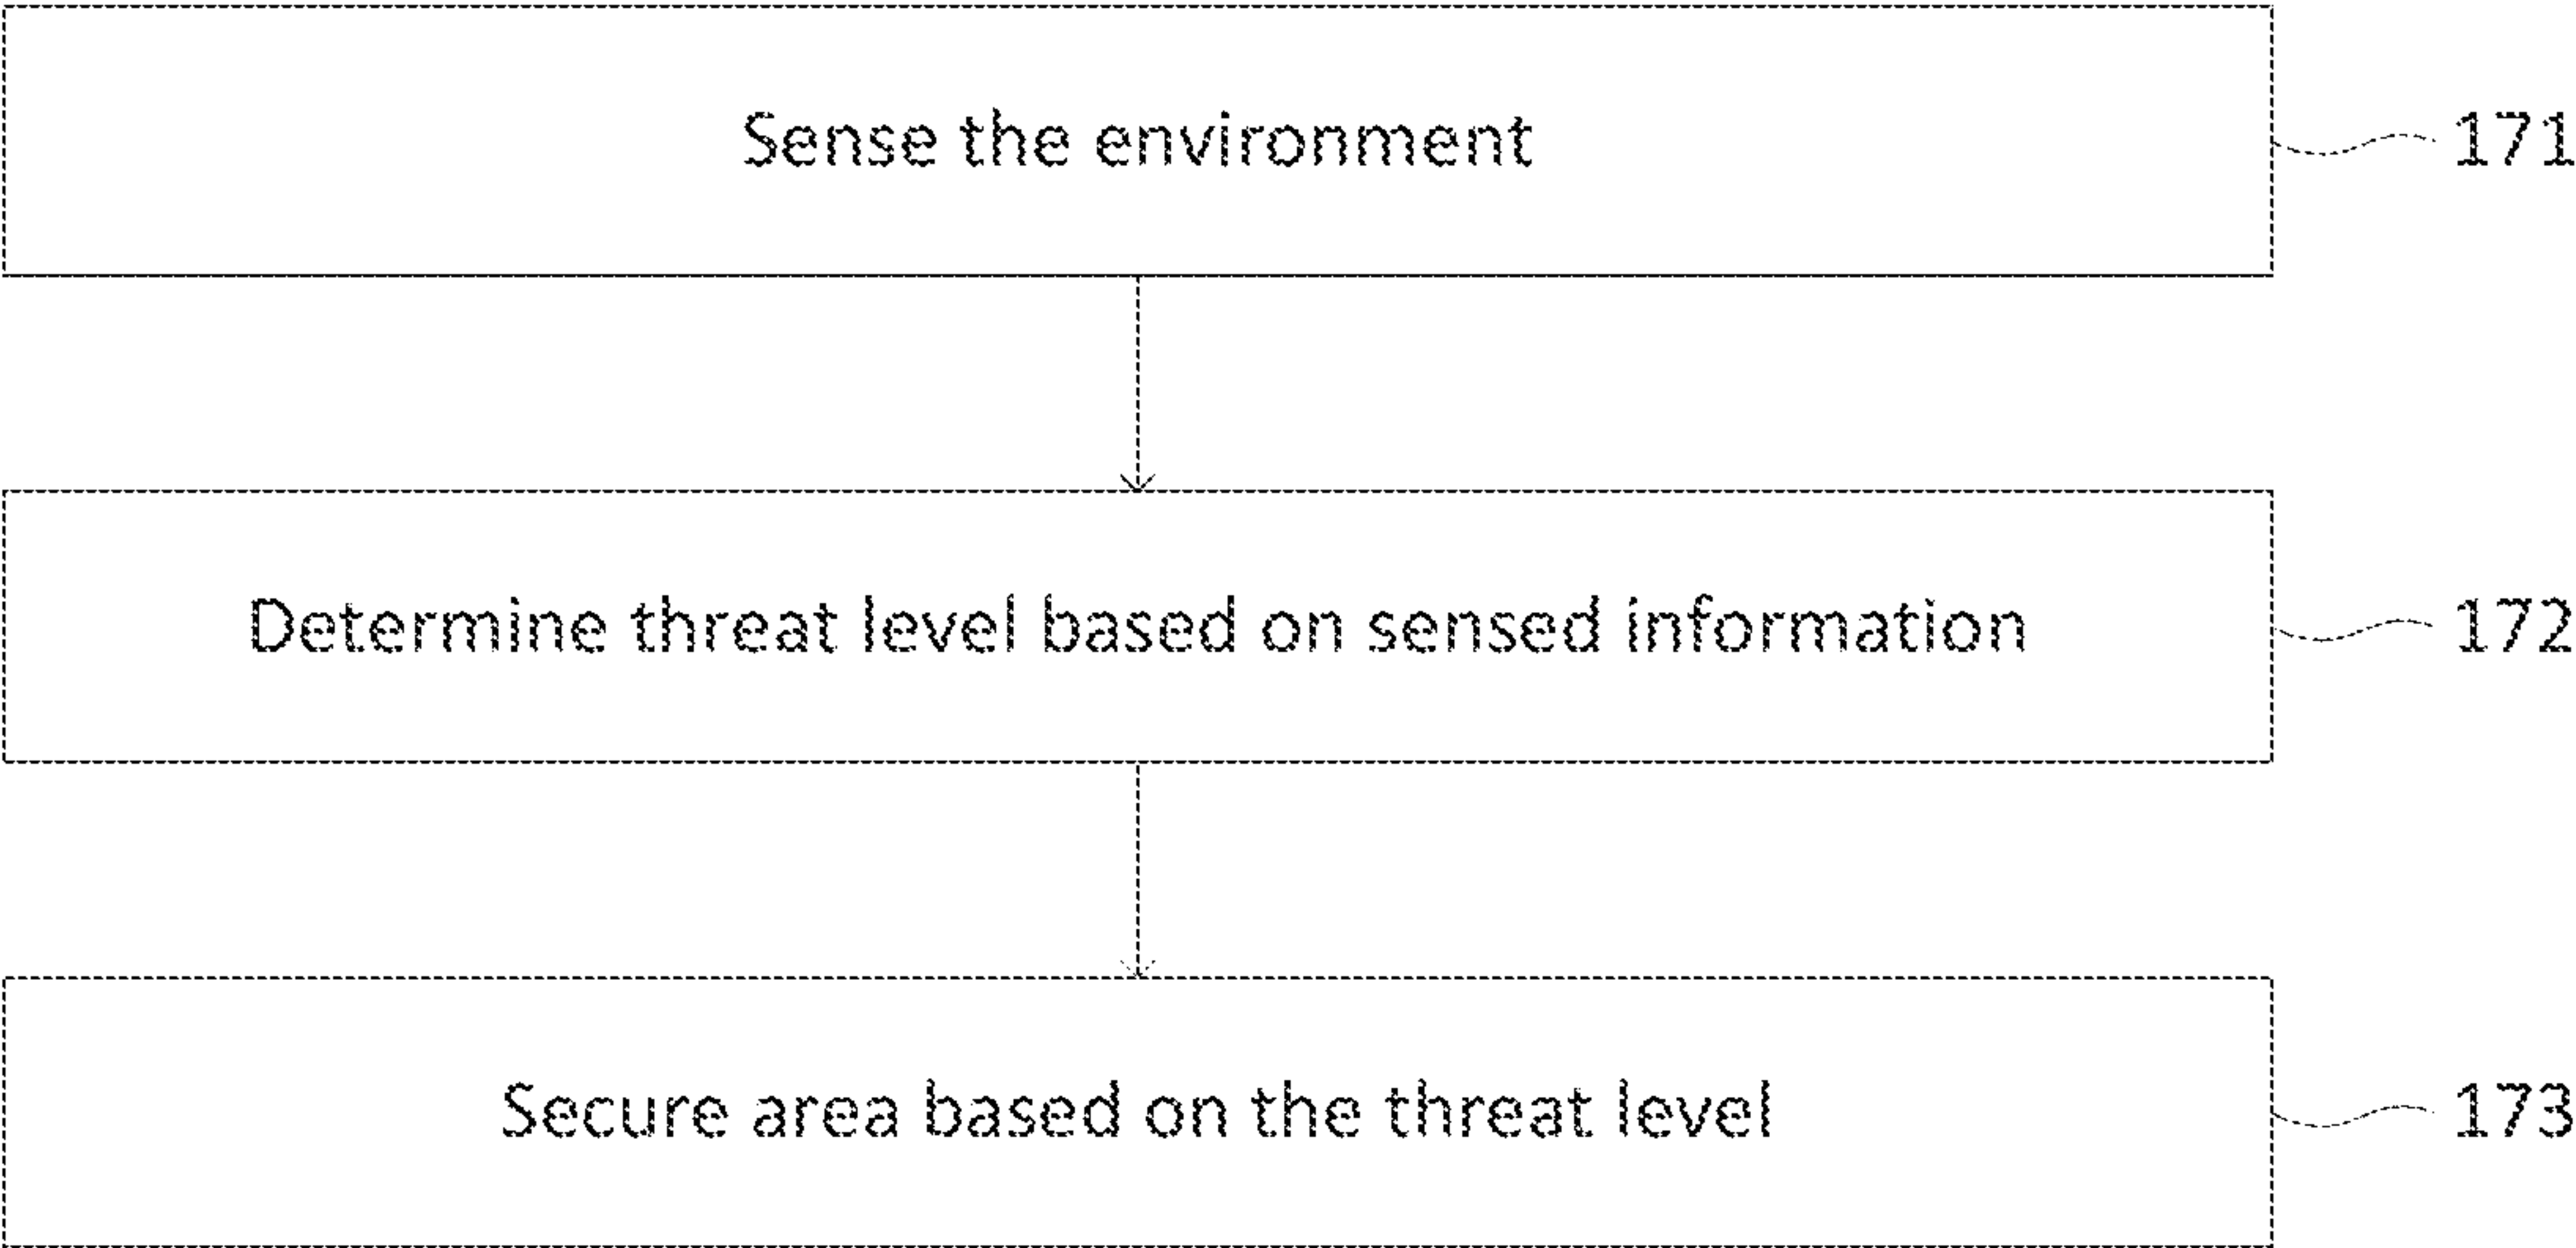 Sense the environment
171
Determine threat level based on sensed information
172
Secure area based on the threat level
173